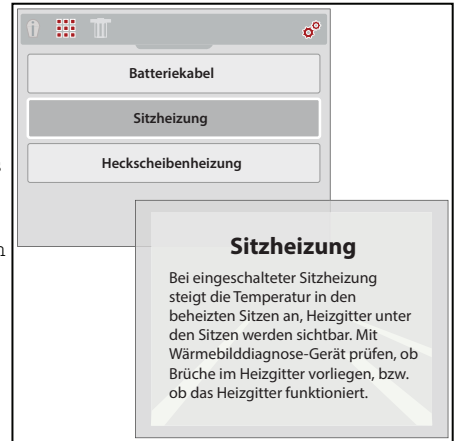 Batteriekabel
Sitzheizung
Heckscheibenheizung
Sitzheizung
Bei eingeschalteter Sitzheizung
steigt die Temperatur in den
beheizten Sitzen an, Heizgitter unter
den Sitzen werden sichtbar. Mit
Wärmebilddiagnose-Gerät prüfen, ob
Brüche im Heizgitter vorliegen, bzw.
ob das Heizgitter funktioniert.